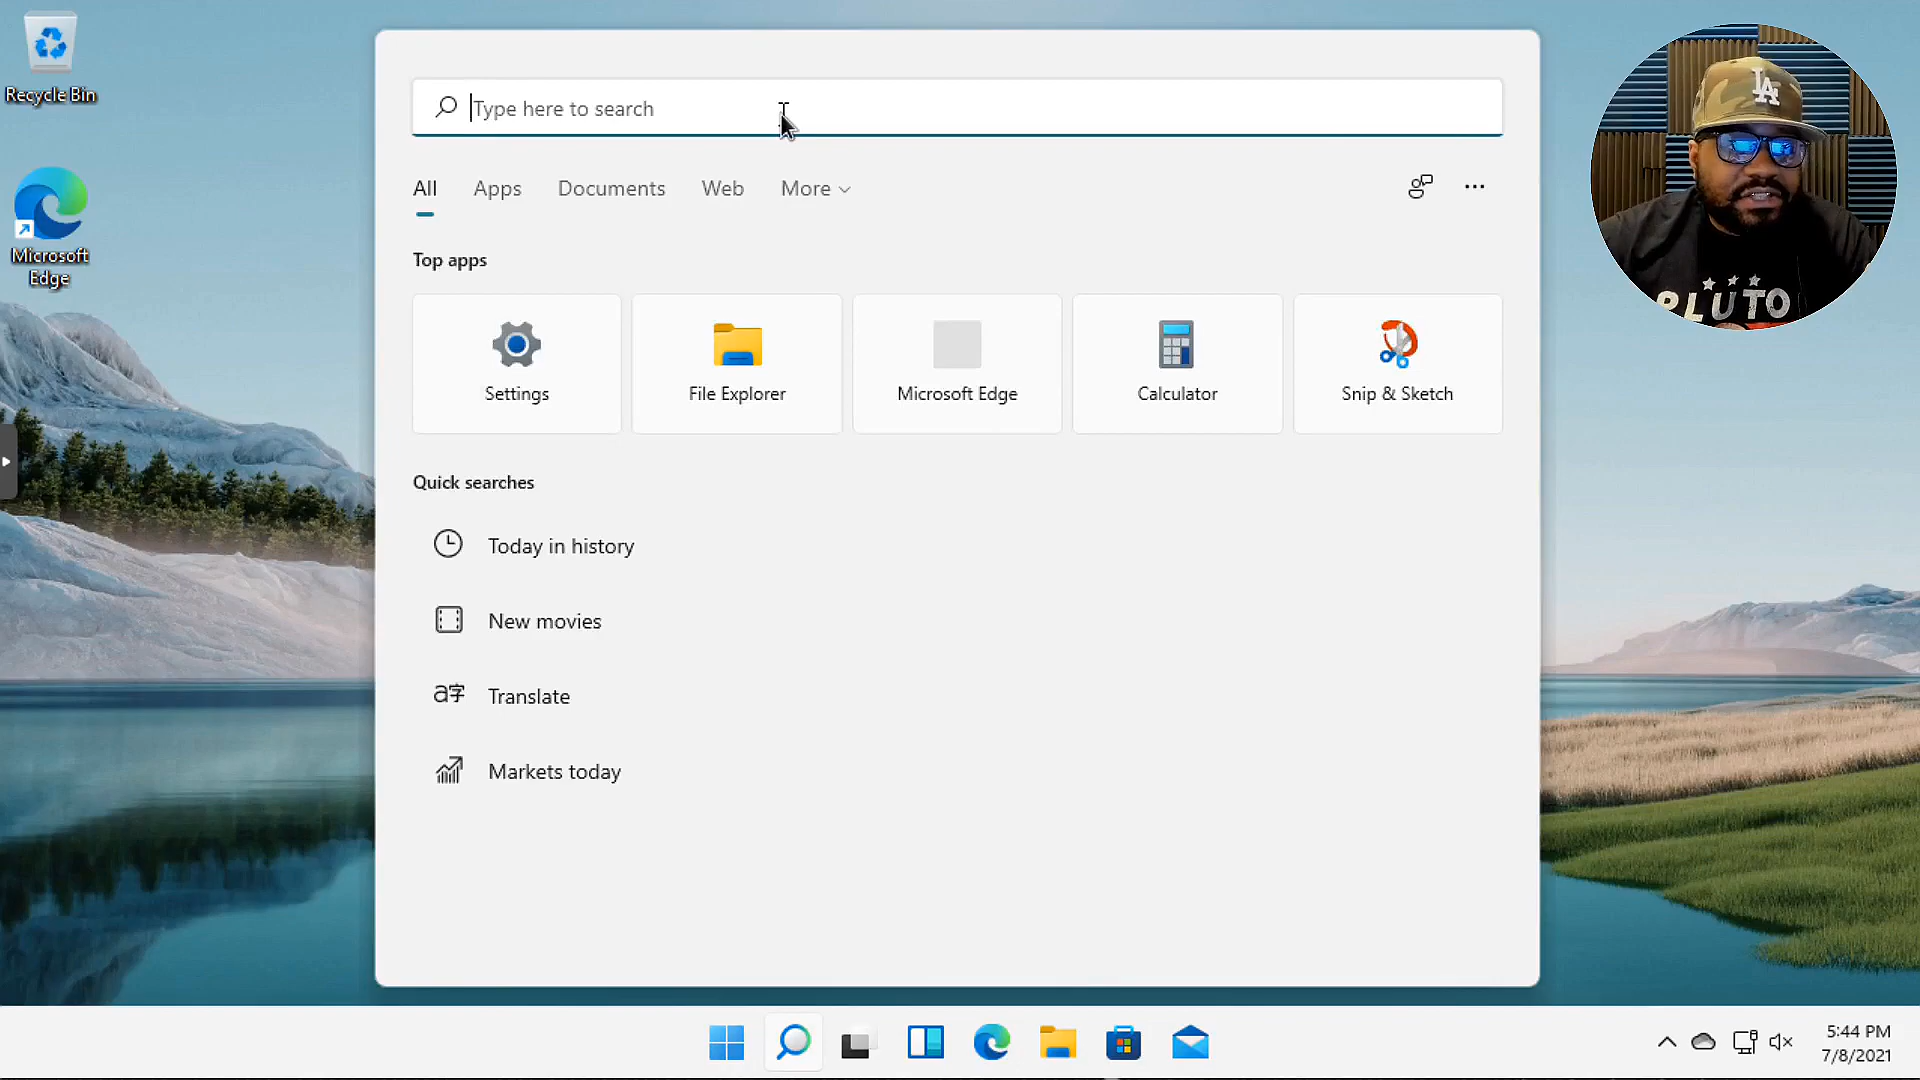 Recycle Bin
Microsoft
Edge
Type here to search
All
Apps
Documents
Web
More
Top apps
Settings
File Explorer
Microsoft Edge
Calculator
Snip & Sketch
Quick searches
Today in history
New movies
a字 Translate
Markets today
LA
PLUTO
5:44 PM
7/8/2021